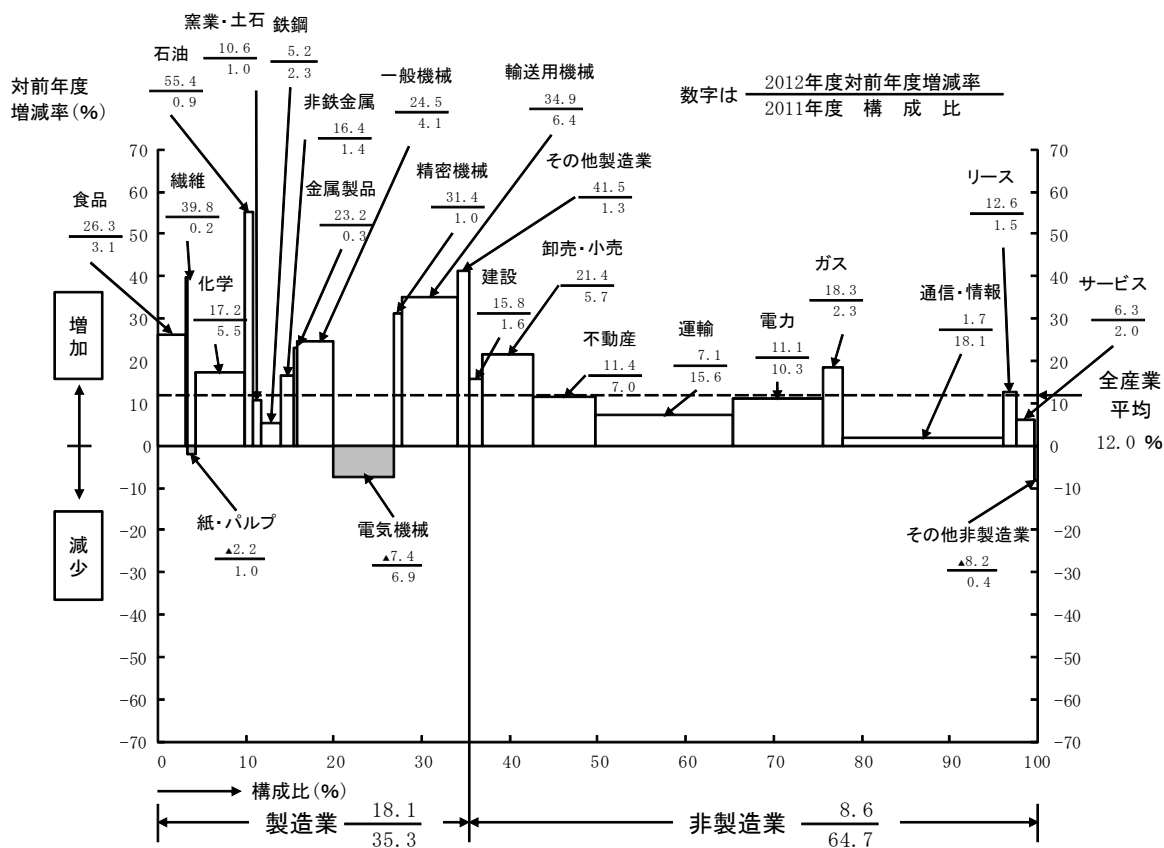 窯業・土石
10.6
1.0
鉄鋼
5.2
2.3
石油
55.4
0.9
対前年度
増減率(%)
非鉄金属
16.4
1.4
一般機械
24.5
4.1
輸送用機械
34.9
6.4
数字は 2012年度対前年度増減率
2011年度 構成比
食品
26.3
3.1
繊維
39.8
0.2
化学
17.2
5.5
金属製品
23.2
0.3
精密機械
31.4
1.0
その他製造業
41.5
1.3
建設
15.8
1.6
卸売・小売
21.4
5.7
不動産
11.4
7.0
運輸
7.1
15.6
電力
11.1
10.3
ガス
18.3
2.3
通信・情報
1.7
18.1
リース
12.6
1.5
サービス
6.3
2.0
70
60
50
40
30
20
10
0
-10
-20
-30
-40
-50
-60
-70
増加
減少
70
60
50
40
30
20
10
0
-10
-20
-30
-40
-50
-60
-70
全産業
平均
12.0 %
紙・パルプ
▲2.2
1.0
電気機械
▲7.4
6.9
その他非製造業
▲8.2
0.4
0 10 20 30 40 50 60 70 80 90 100
構成比(%)
製造業 18.1
35.3
非製造業 8.6
64.7